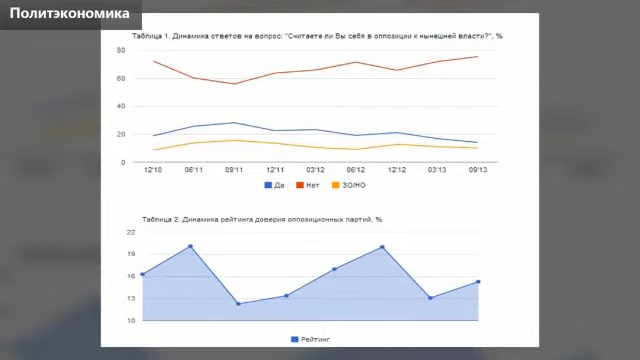 Политэкономика
Таблица 1. Динамика ответов на вопрос: "Считаете ли Вы себя в оппозиции к нынешней власти?", %
80
60
40
20
0
12'10 06'11 09'11 12'11 03'12 06'12 12'12 03'13 09'13
Да Нет ЗО/НО
Таблица 2. Динамика рейтинга доверия оппозиционных партий, %
22
19
16
13
10
Рейтинг